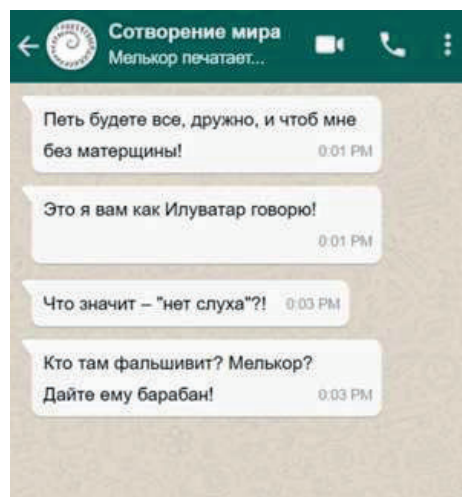 Сотворение мира
Мелькор печатает...
Петь будете все, дружно, и чтоб мне
без матерщины!
0:01 PM
Это я вам как Илуватар говорю!
0:01 PM
Что значит – "нет слуха"?! 0:03 PM
Кто там фальшивит? Мелькор?
Дайте ему барабан!
0:03 PM